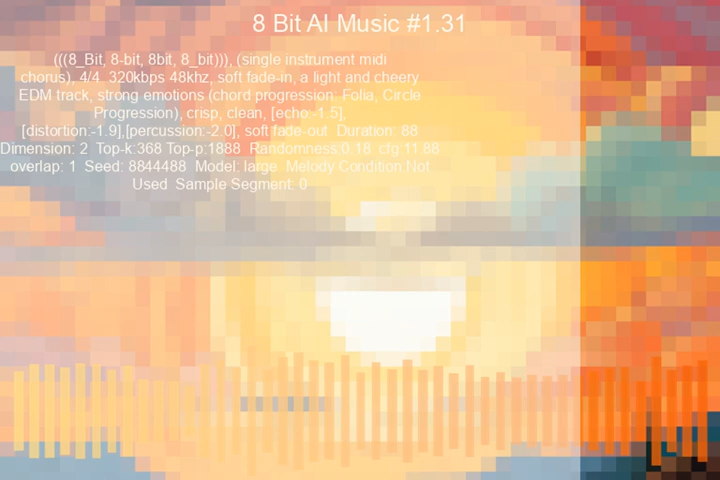 8 Bit AI Music #1.31
(((8_Bit, 8-bit, 8bit, 8_bit))), (single instrument midi
chorus), 4/4  320kbps 48khz, soft fade-in, a light and cheery
EDM track, strong emotions (chord progression: Folia, Circle
Progression), crisp, clean, [echo:-1.5],
[distortion:-1.9],[percussion:-2.0], soft fade-out  Duration: 88
Dimension: 2  Top-k:368 Top-p:1888  Randomness:0.18  cfg:11.88
overlap: 1  Seed: 8844488  Model: large  Melody Condition Not
Used  Sample Segment: 0